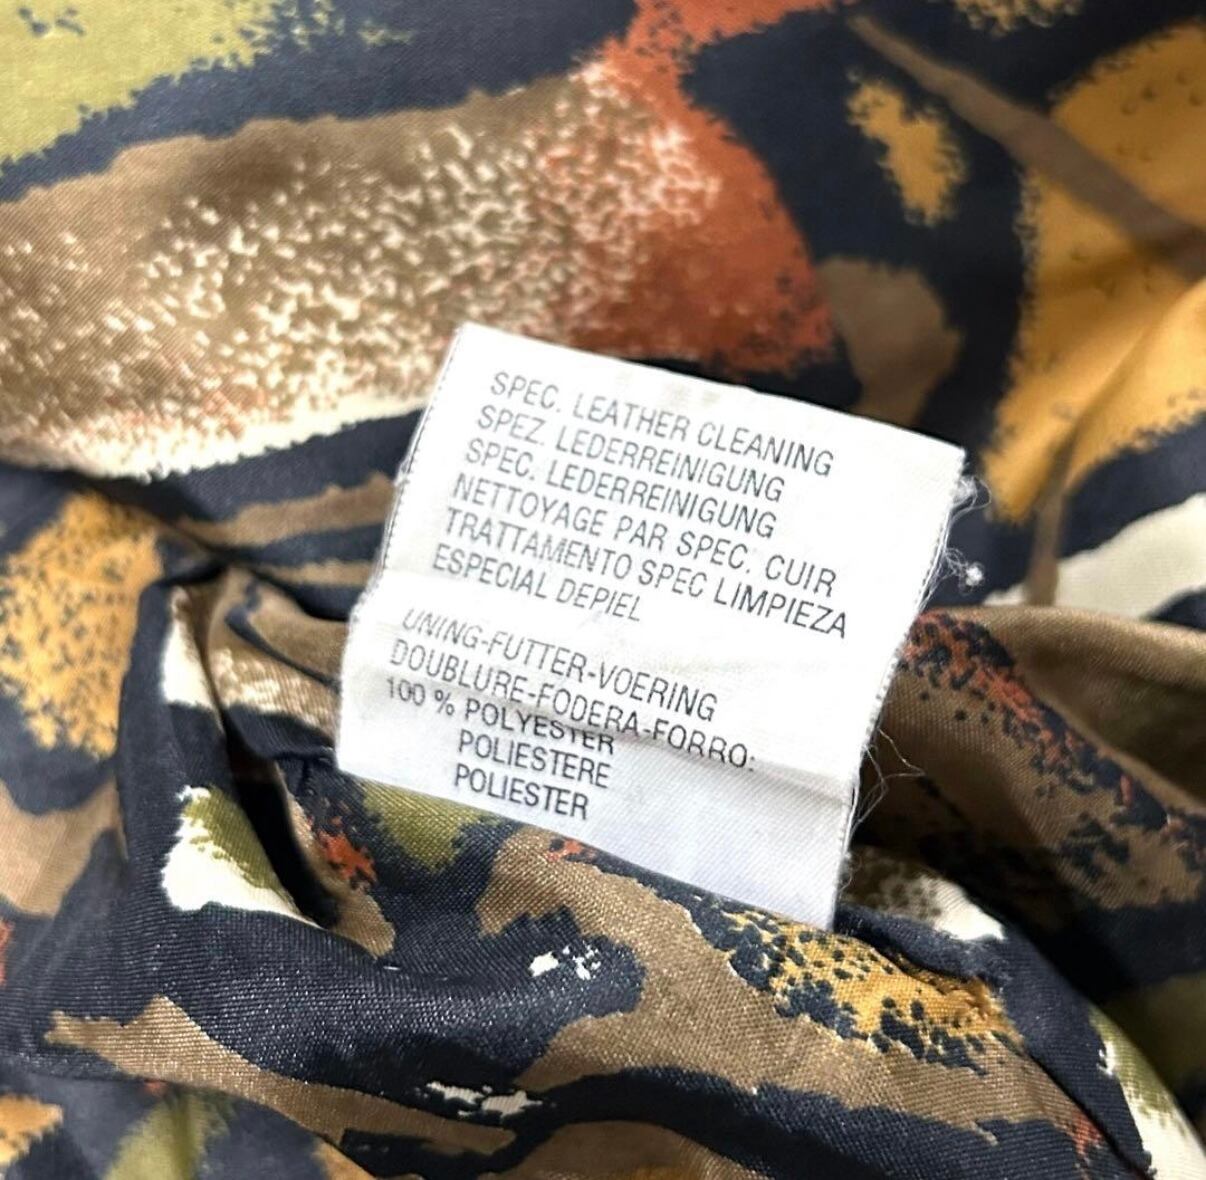 SPEC. LEATHER CLEANING
SPEZ. LEDERREINIGUNG
SPEC. LEDERREINIGUNG
NETTOYAGE PAR SPEC. CUIR
TRATTAMENTO SPEC LIMPIEZA
ESPECIAL DEPIEL
UNING-FUTTER-VOERING
DOUBLURE-FODERA-FORRO:
100 % POLYESTER
POLIESTERE
POLIESTER